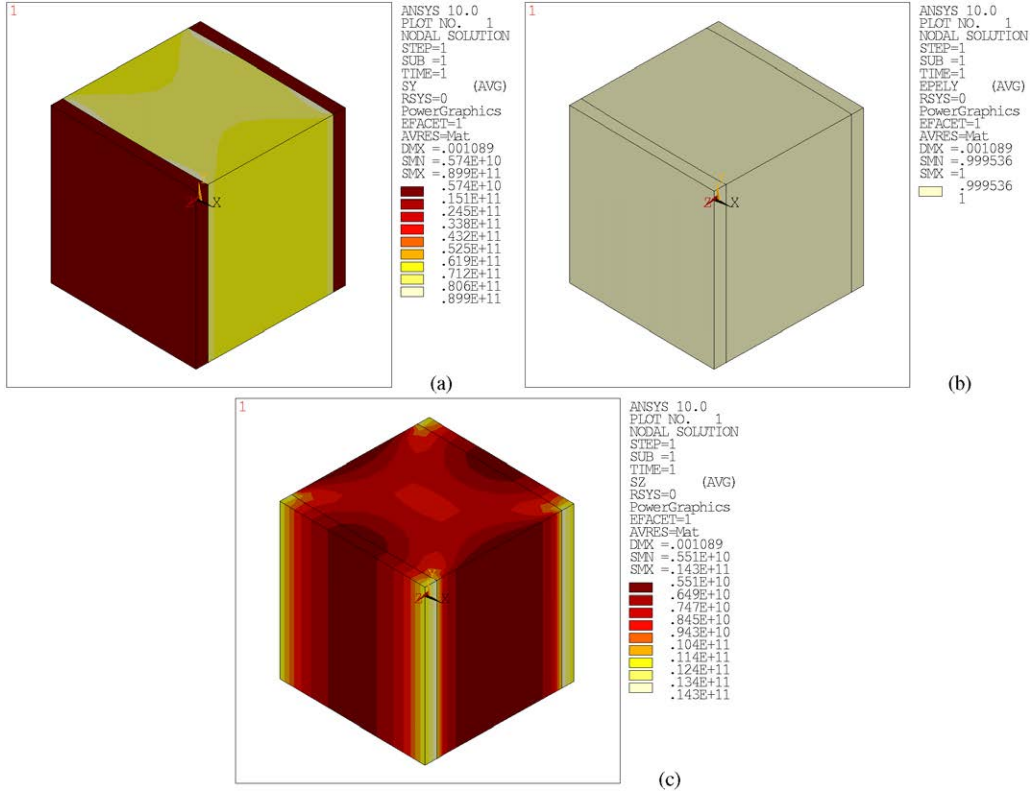 1
ANSYS 10.0
PLOT NO. 1
NODAL SOLUTION
STEP=1
SUB =1
TIME=1
SY (AVG)
RSYS=0
PowerGraphics
EFACET=1
AVRES=Mat
DMX =.001089
SMN =.574E+10
SMX =.899E+11
.574E+10
.151E+11
.245E+11
.338E+11
.432E+11
.525E+11
.619E+11
.712E+11
.806E+11
.899E+11
Z X
(a)
1
ANSYS 10.0
PLOT NO. 1
NODAL SOLUTION
STEP=1
SUB =1
TIME=1
EPELY (AVG)
RSYS=0
PowerGraphics
EFACET=1
AVRES=Mat
DMX =.001089
SMN =.999536
SMX =1
.999536
1
Z X
(b)
1
ANSYS 10.0
PLOT NO. 1
NODAL SOLUTION
STEP=1
SUB =1
TIME=1
SZ (AVG)
RSYS=0
PowerGraphics
EFACET=1
AVRES=Mat
DMX =.001089
SMN =.551E+10
SMX =.143E+11
.551E+10
.649E+10
.747E+10
.845E+10
.943E+10
.104E+11
.114E+11
.124E+11
.134E+11
.143E+11
Z X
(c)